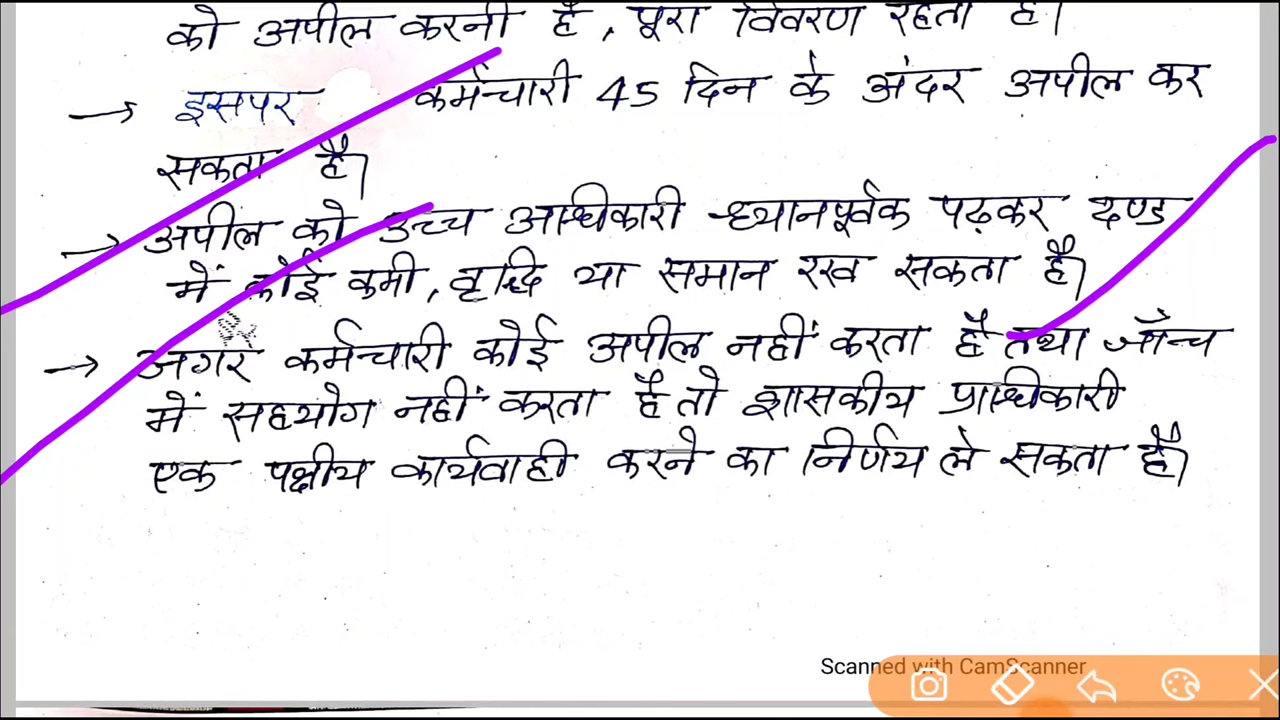 को अपील करनी है, पूरा विवरण रहता है।
→ इसपर कर्मचारी 45 दिन के अंदर अपील कर
सकता है।
→ अपील को उच्च अधिकारी ध्यानपूर्वक पढ़कर दण्ड
में कोई कमी, वृद्धि या समान रख सकता है।
→ अगर कर्मचारी कोई अपील नहीं करता है तथा जाँच
में सहयोग नहीं करता है तो शासकीय प्राधिकारी
एक पक्षीय कार्यवाही करने का निर्णय ले सकता है।
Scanned with CamScanner